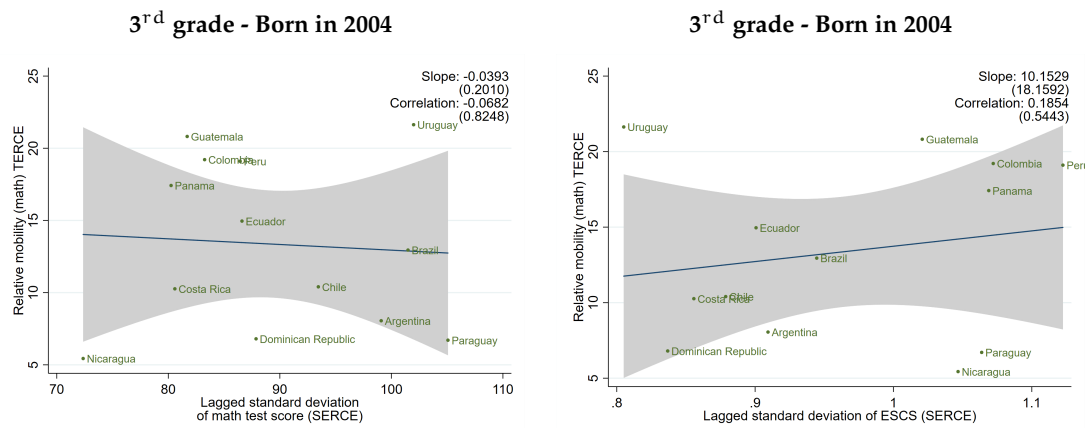 3rd grade - Born in 2004
Slope: -0.0393
(0.2010)
Correlation: -0.0682
(0.8248)
Relative mobility (math) TERCE
25
20
15
10
5
Uruguay
Guatemala
Colombia
Peru
Panama
Ecuador
Brazil
Costa Rica
Chile
Argentina
Dominican Republic
Paraguay
Nicaragua
70 80 90 100 110
Lagged standard deviation
of math test score (SERCE)
3rd grade - Born in 2004
Slope: 10.1529
(18.1592)
Correlation: 0.1854
(0.5443)
Relative mobility (math) TERCE
25
20
15
10
5
Uruguay
Guatemala
Colombia
Peru
Panama
Ecuador
Brazil
Costa Rica
Chile
Argentina
Dominican Republic
Paraguay
Nicaragua
.8 .9 1 1.1
Lagged standard deviation of ESCS (SERCE)